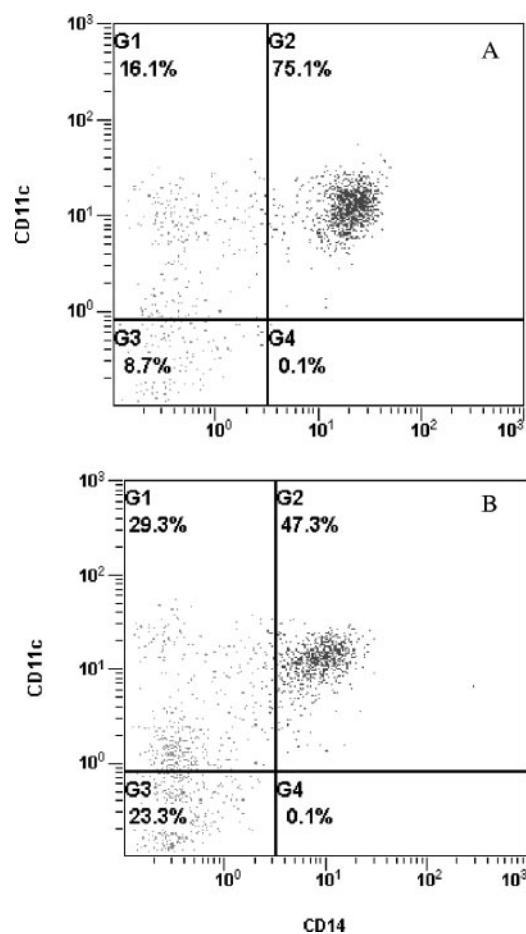 10³
G1 G2 A
16.1% 75.1%
10²
CD11c
10¹
10⁰
G3 G4
8.7% 0.1%
10⁰ 10¹ 10² 10³
10³
G1 G2 B
29.3% 47.3%
10²
CD11c
10¹
10⁰
G3 G4
23.3% 0.1%
10⁰ 10¹ 10² 10³
CD14